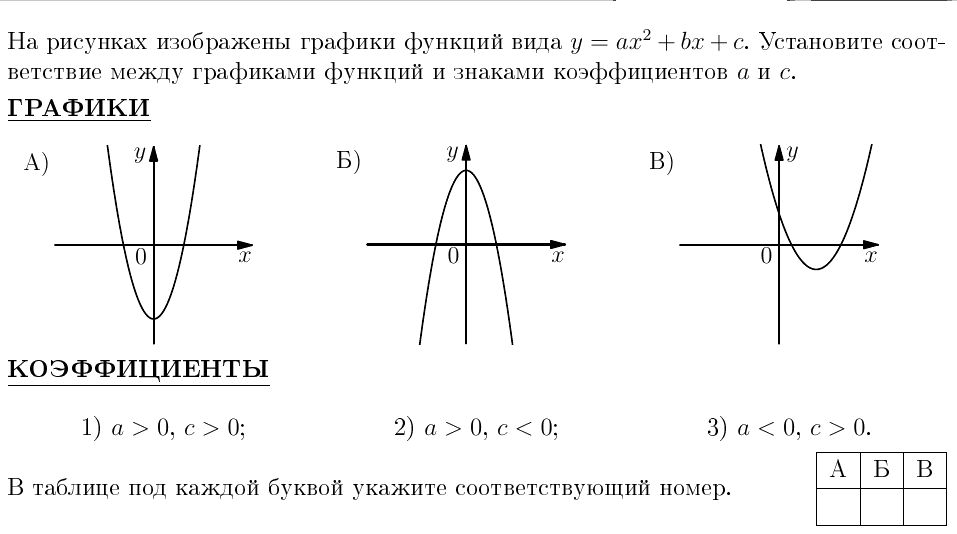 На рисунках изображены графики функций вида y = ax² + bx + c. Установите соот-
ветствие между графиками функций и знаками коэффициентов a и c.
ГРАФИКИ
А) y 0 x Б) y 0 x В) y 0 x
КОЭФФИЦИЕНТЫ
1) a > 0, c > 0; 2) a > 0, c < 0; 3) a < 0, c > 0.
В таблице под каждой буквой укажите соответствующий номер.
А Б В